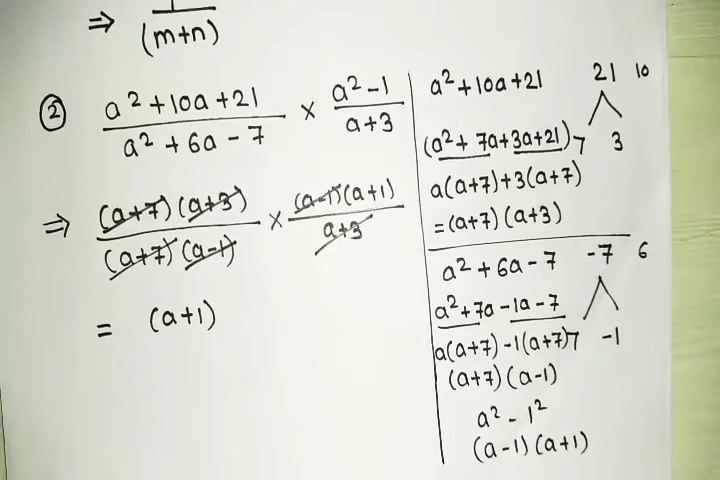 ⇒ 1/(m+n)
② (a² + 10a + 21)/(a² + 6a - 7) × (a² - 1)/(a+3)
⇒ (a+7)(a+3)/(a+7)(a-1) × (a-1)(a+1)/(a+3)
= (a+1)
a² + 10a + 21   21   10
(a² + 7a + 3a + 21)   7   3
a(a+7) + 3(a+7)
= (a+7)(a+3)
a² + 6a - 7   -7   6
a² + 7a - 1a - 7
a(a+7) - 1(a+7)   7   -1
(a+7)(a-1)
a² - 1²
(a-1)(a+1)